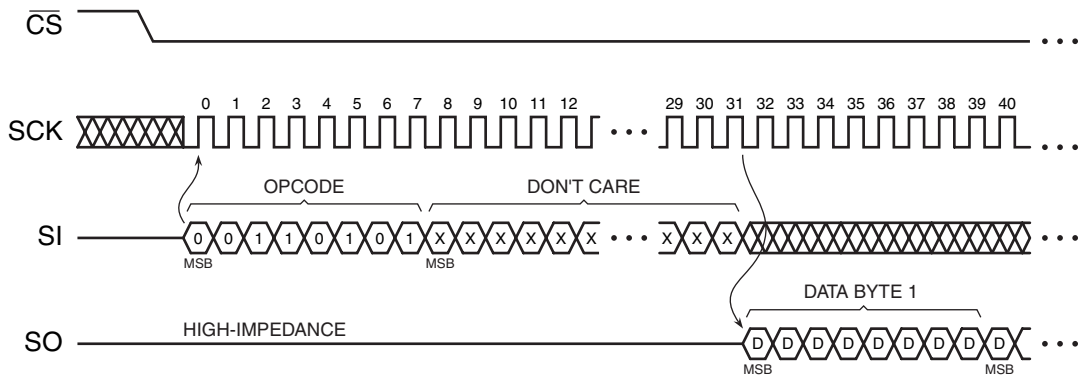 CS
SCK
0 1 2 3 4 5 6 7 8 9 10 11 12 29 30 31 32 33 34 35 36 37 38 39 40
OPCODE DON'T CARE
SI
0 0 1 1 0 1 0 1 X X X X X X X X X
MSB MSB
DATA BYTE 1
HIGH-IMPEDANCE
SO
D D D D D D D D D
MSB MSB